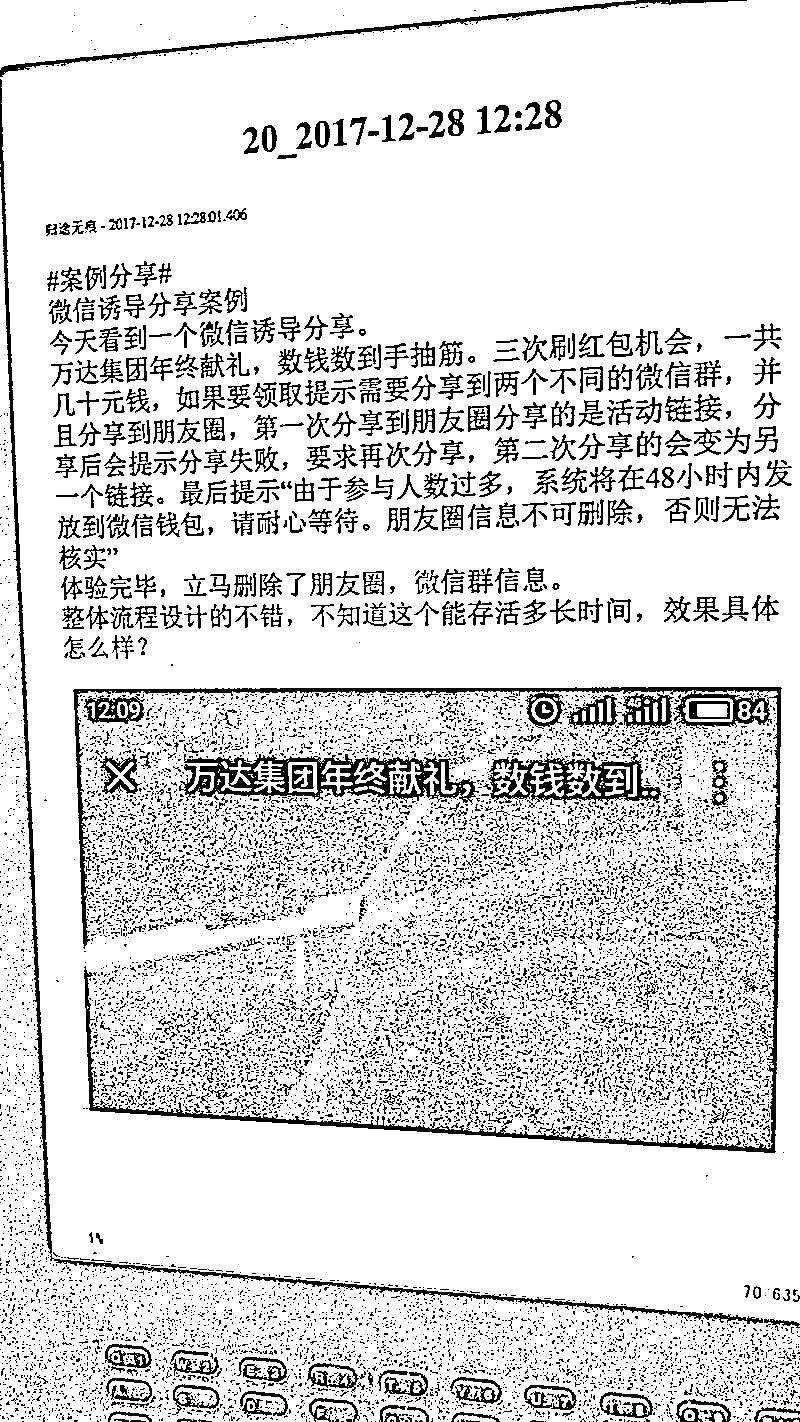 20_2017-12-28 12:28
归途无痕 - 2017-12-28 12:28:01.406
#案例分享#
微信诱导分享案例
今天看到一个微信诱导分享。
万达集团年终献礼，数钱数到手抽筋。三次刷红包机会，一共
几十元钱，如果要领取提示需要分享到两个不同的微信群，并
且分享到朋友圈，第一次分享到朋友圈分享的是活动链接，分
享后会提示分享失败，要求再次分享，第二次分享的会变为另
一个链接。最后提示“由于参与人数过多，系统将在48小时内发
放到微信钱包，请耐心等待。朋友圈信息不可删除，否则无法
核实”
体验完毕，立马删除了朋友圈，微信群信息。
整体流程设计的不错，不知道这个能存活多长时间，效果具体
怎么样？
12:09
84
万达集团年终献礼，数钱数到..
70 635